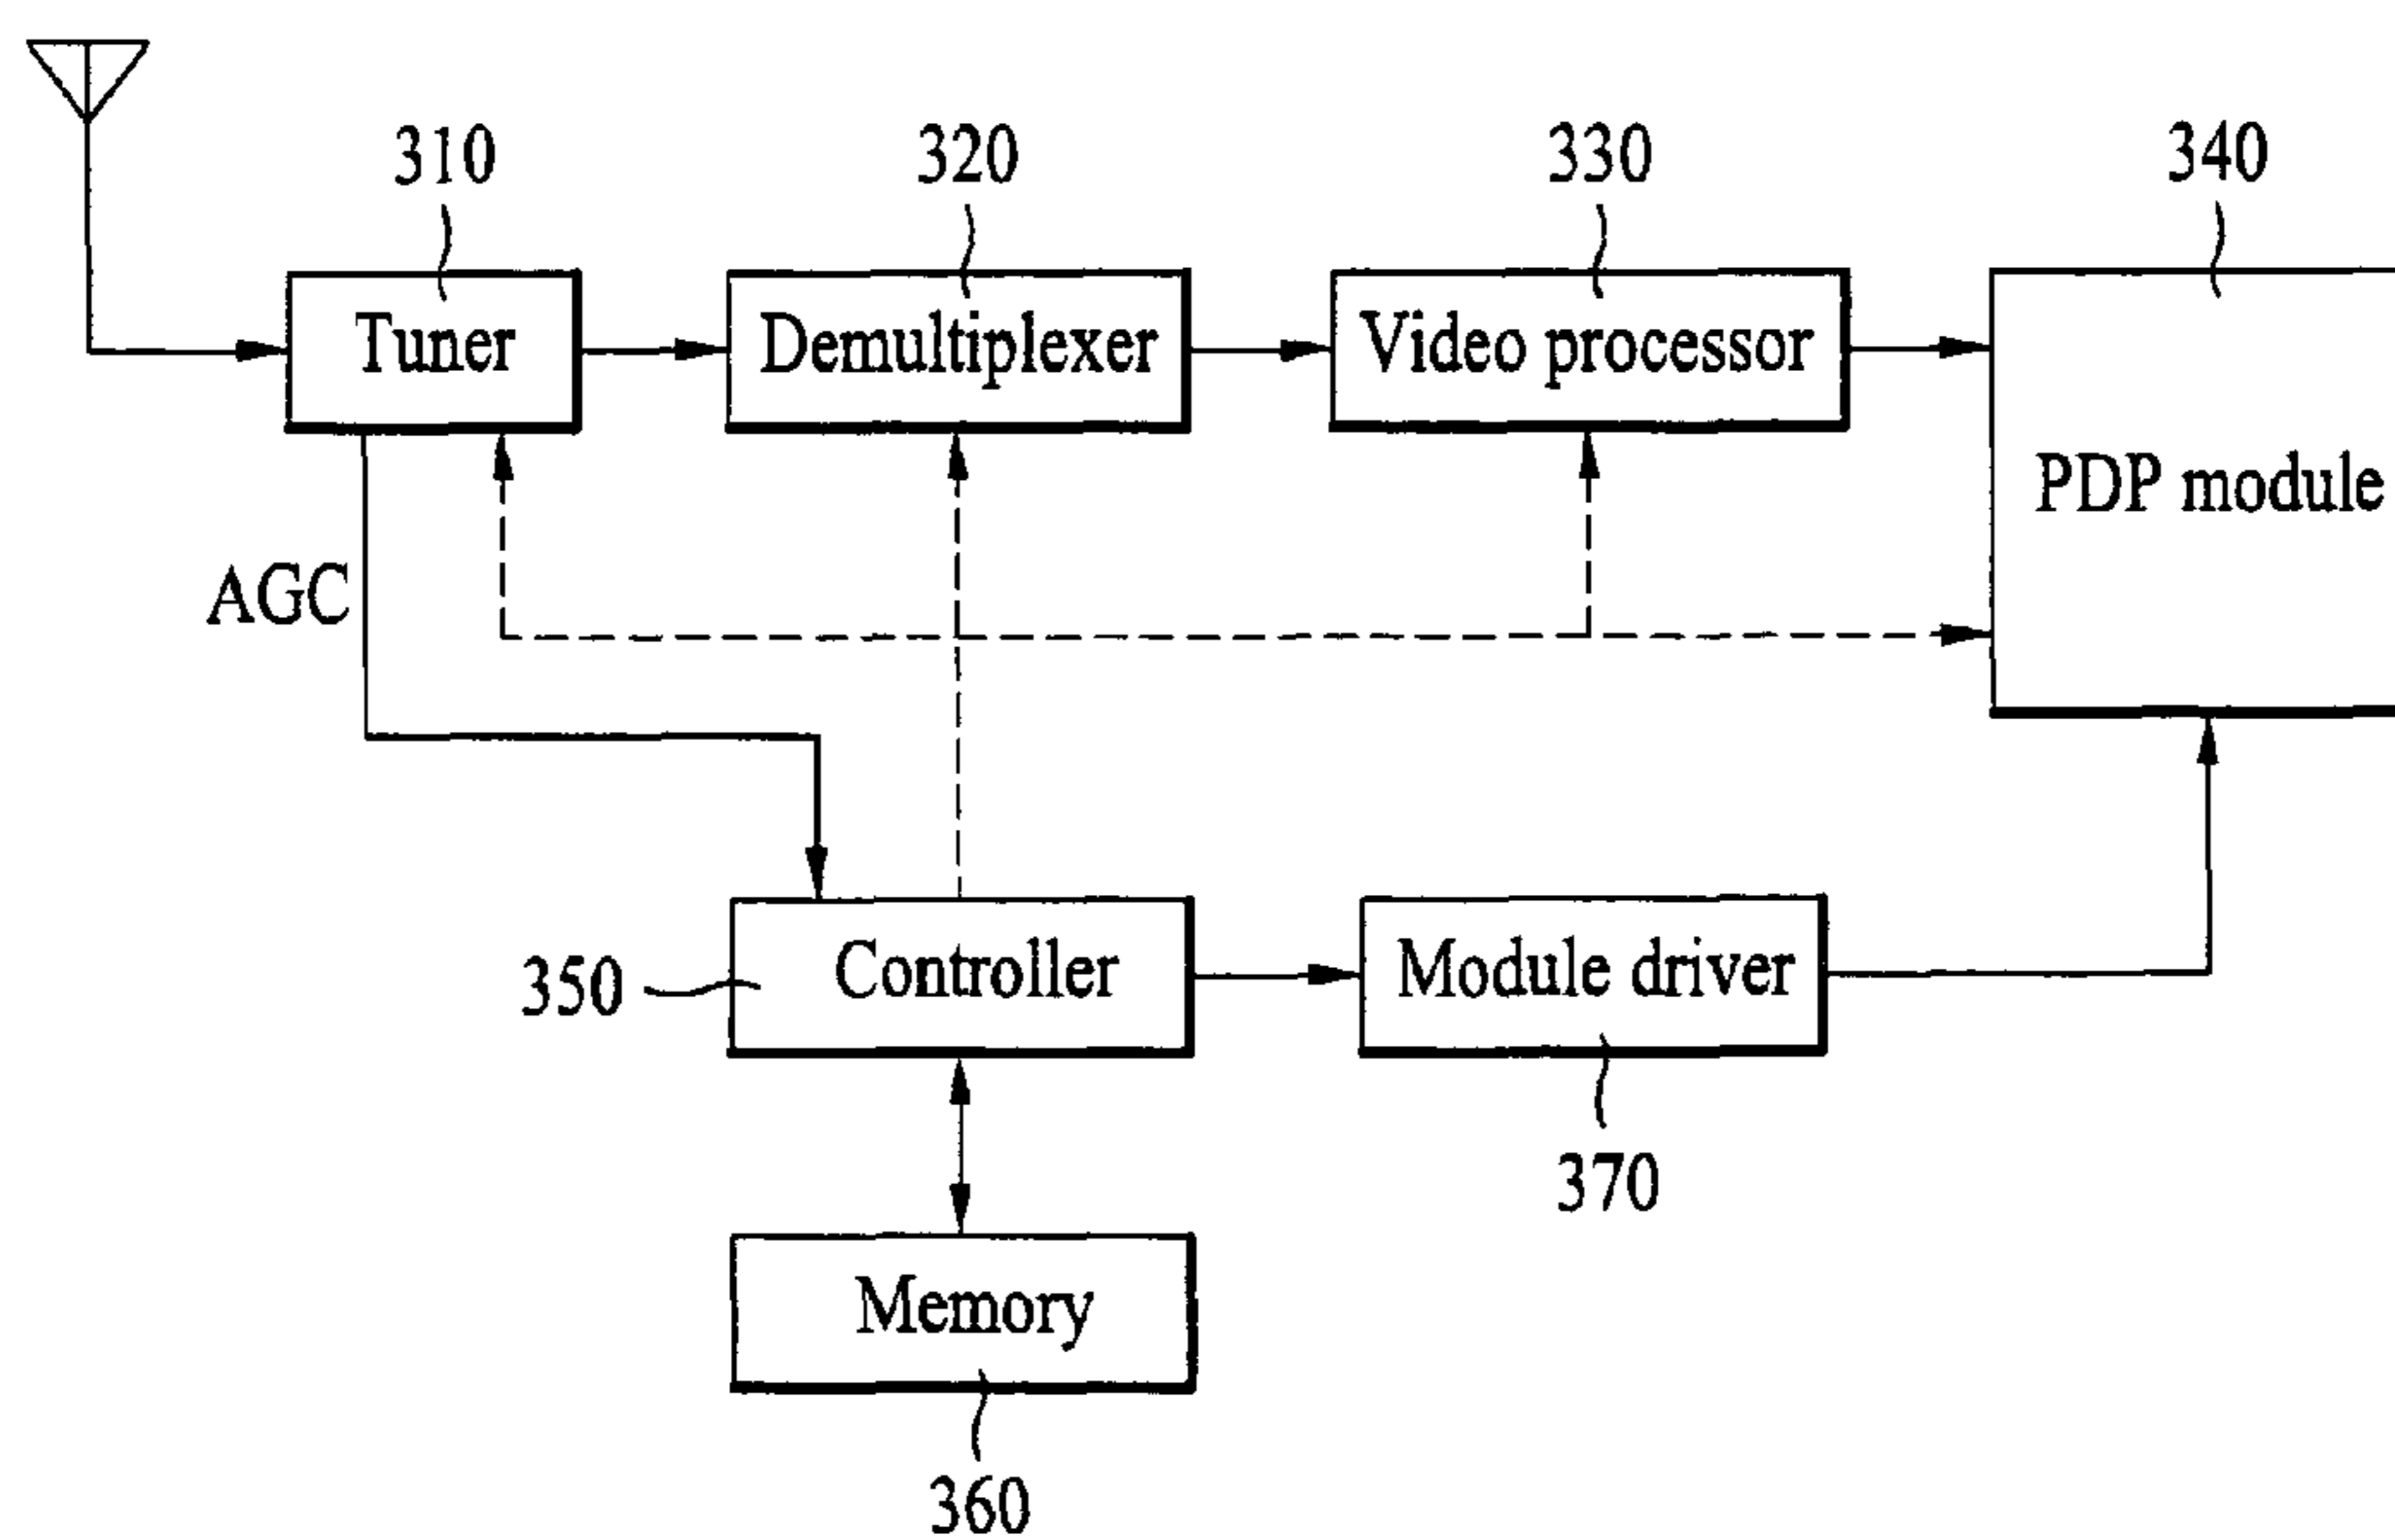 310
320
330
340
Tuner
Demultiplexer
Video processor
PDP module
AGC
350
Controller
Module driver
370
Memory
360